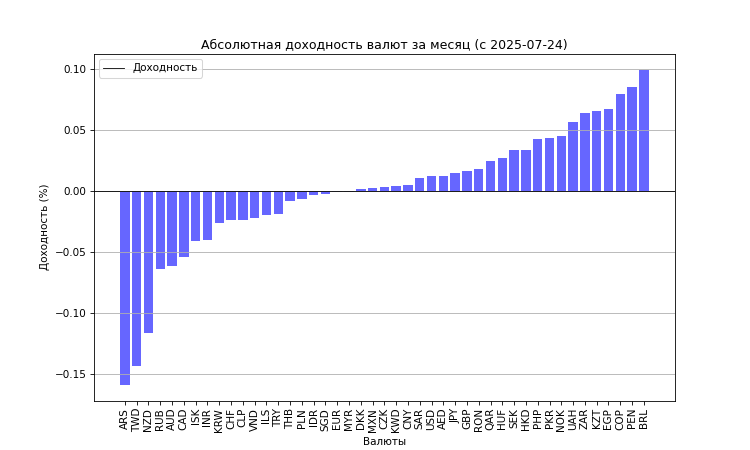 Абсолютная доходность валют за месяц (с 2025-07-24)
Доходность
Доходность (%)
0.10
0.05
0.00
−0.05
−0.10
−0.15
ARS TWD NZD RUB AUD CAD ISK INR KRW CHF CLP VND ILS TRY THB PLN IDR SGD EUR MYR DKK MXN CZK KWD CNY SAR USD AED JPY GBP RON QAR HUF SEK HKD PHP PKR NOK UAH ZAR KZT EGP COP PEN BRL
Валюты